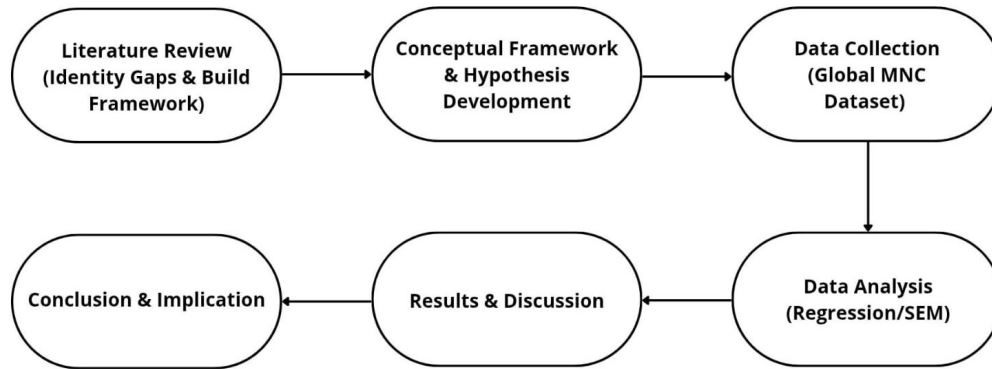 Literature Review
(Identity Gaps & Build
Framework)
Conceptual Framework
& Hypothesis
Development
Data Collection
(Global MNC
Dataset)
Data Analysis
(Regression/SEM)
Results & Discussion
Conclusion & Implication